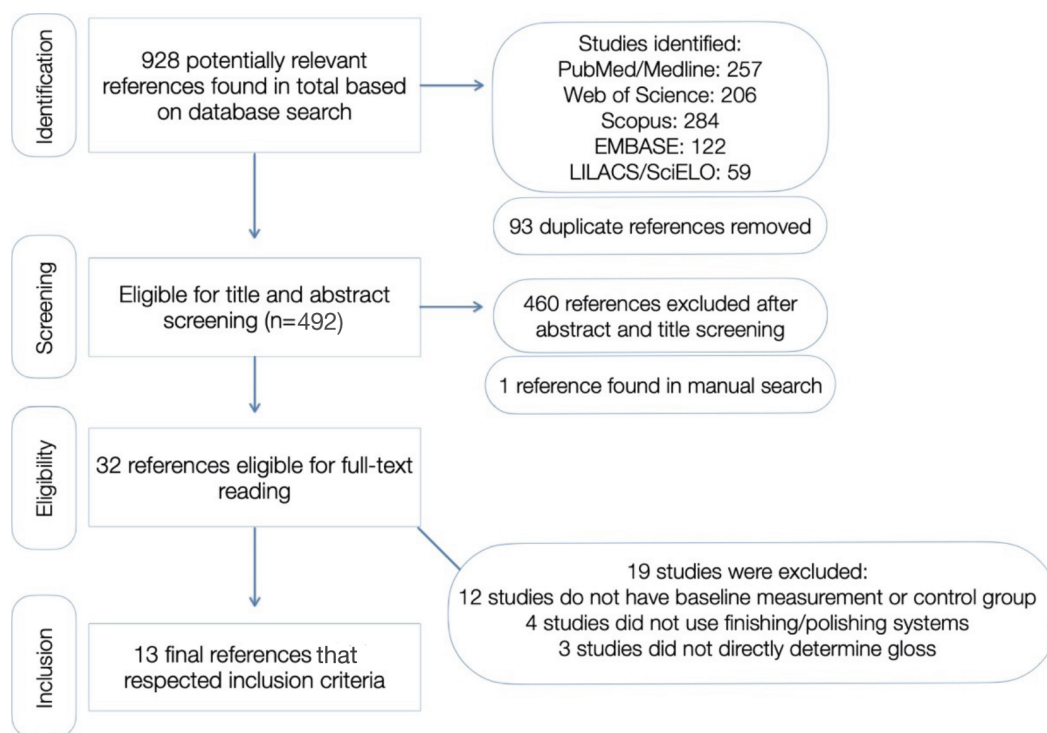 Identification
928 potentially relevant
references found in total based
on database search
Studies identified:
PubMed/Medline: 257
Web of Science: 206
Scopus: 284
EMBASE: 122
LILACS/SciELO: 59
93 duplicate references removed
Screening
Eligible for title and abstract
screening (n=492)
460 references excluded after
abstract and title screening
1 reference found in manual search
Eligibility
32 references eligible for full-text
reading
19 studies were excluded:
12 studies do not have baseline measurement or control group
4 studies did not use finishing/polishing systems
3 studies did not directly determine gloss
Inclusion
13 final references that
respected inclusion criteria